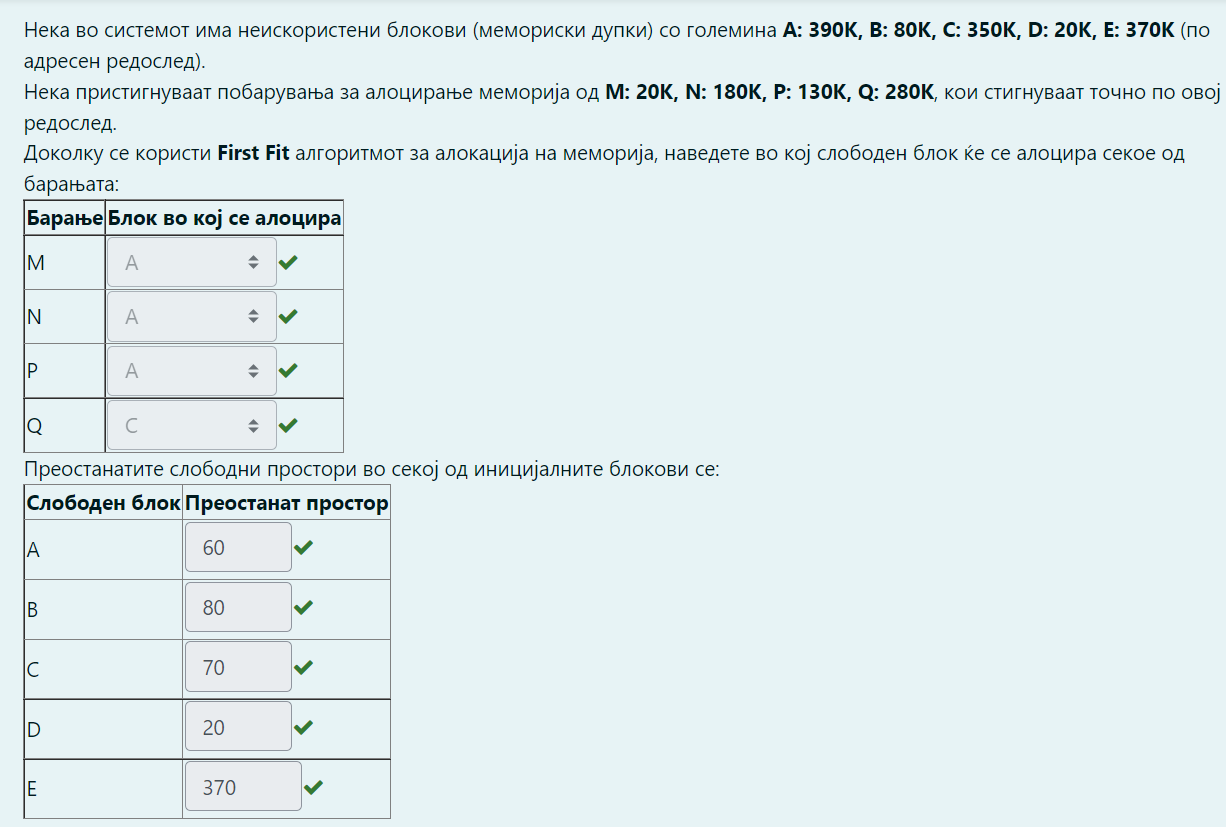 Нека во системот има неискористени блокови (мемориски дупки) со големина A: 390K, B: 80K, C: 350K, D: 20K, E: 370K (по
адресен редослед).
Нека пристигнуваат побарувања за алоцирање меморија од M: 20K, N: 180K, P: 130K, Q: 280K, кои стигнуваат точно по овој
редослед.
Доколку се користи First Fit алгоритмот за алокација на меморија, наведете во кој слободен блок ќе се алоцира секое од
барањата:
Барање Блок во кој се алоцира
M A
N A
P A
Q C
Преостанатите слободни простори во секој од иницијалните блокови се:
Слободен блок Преостанат простор
A 60
B 80
C 70
D 20
E 370